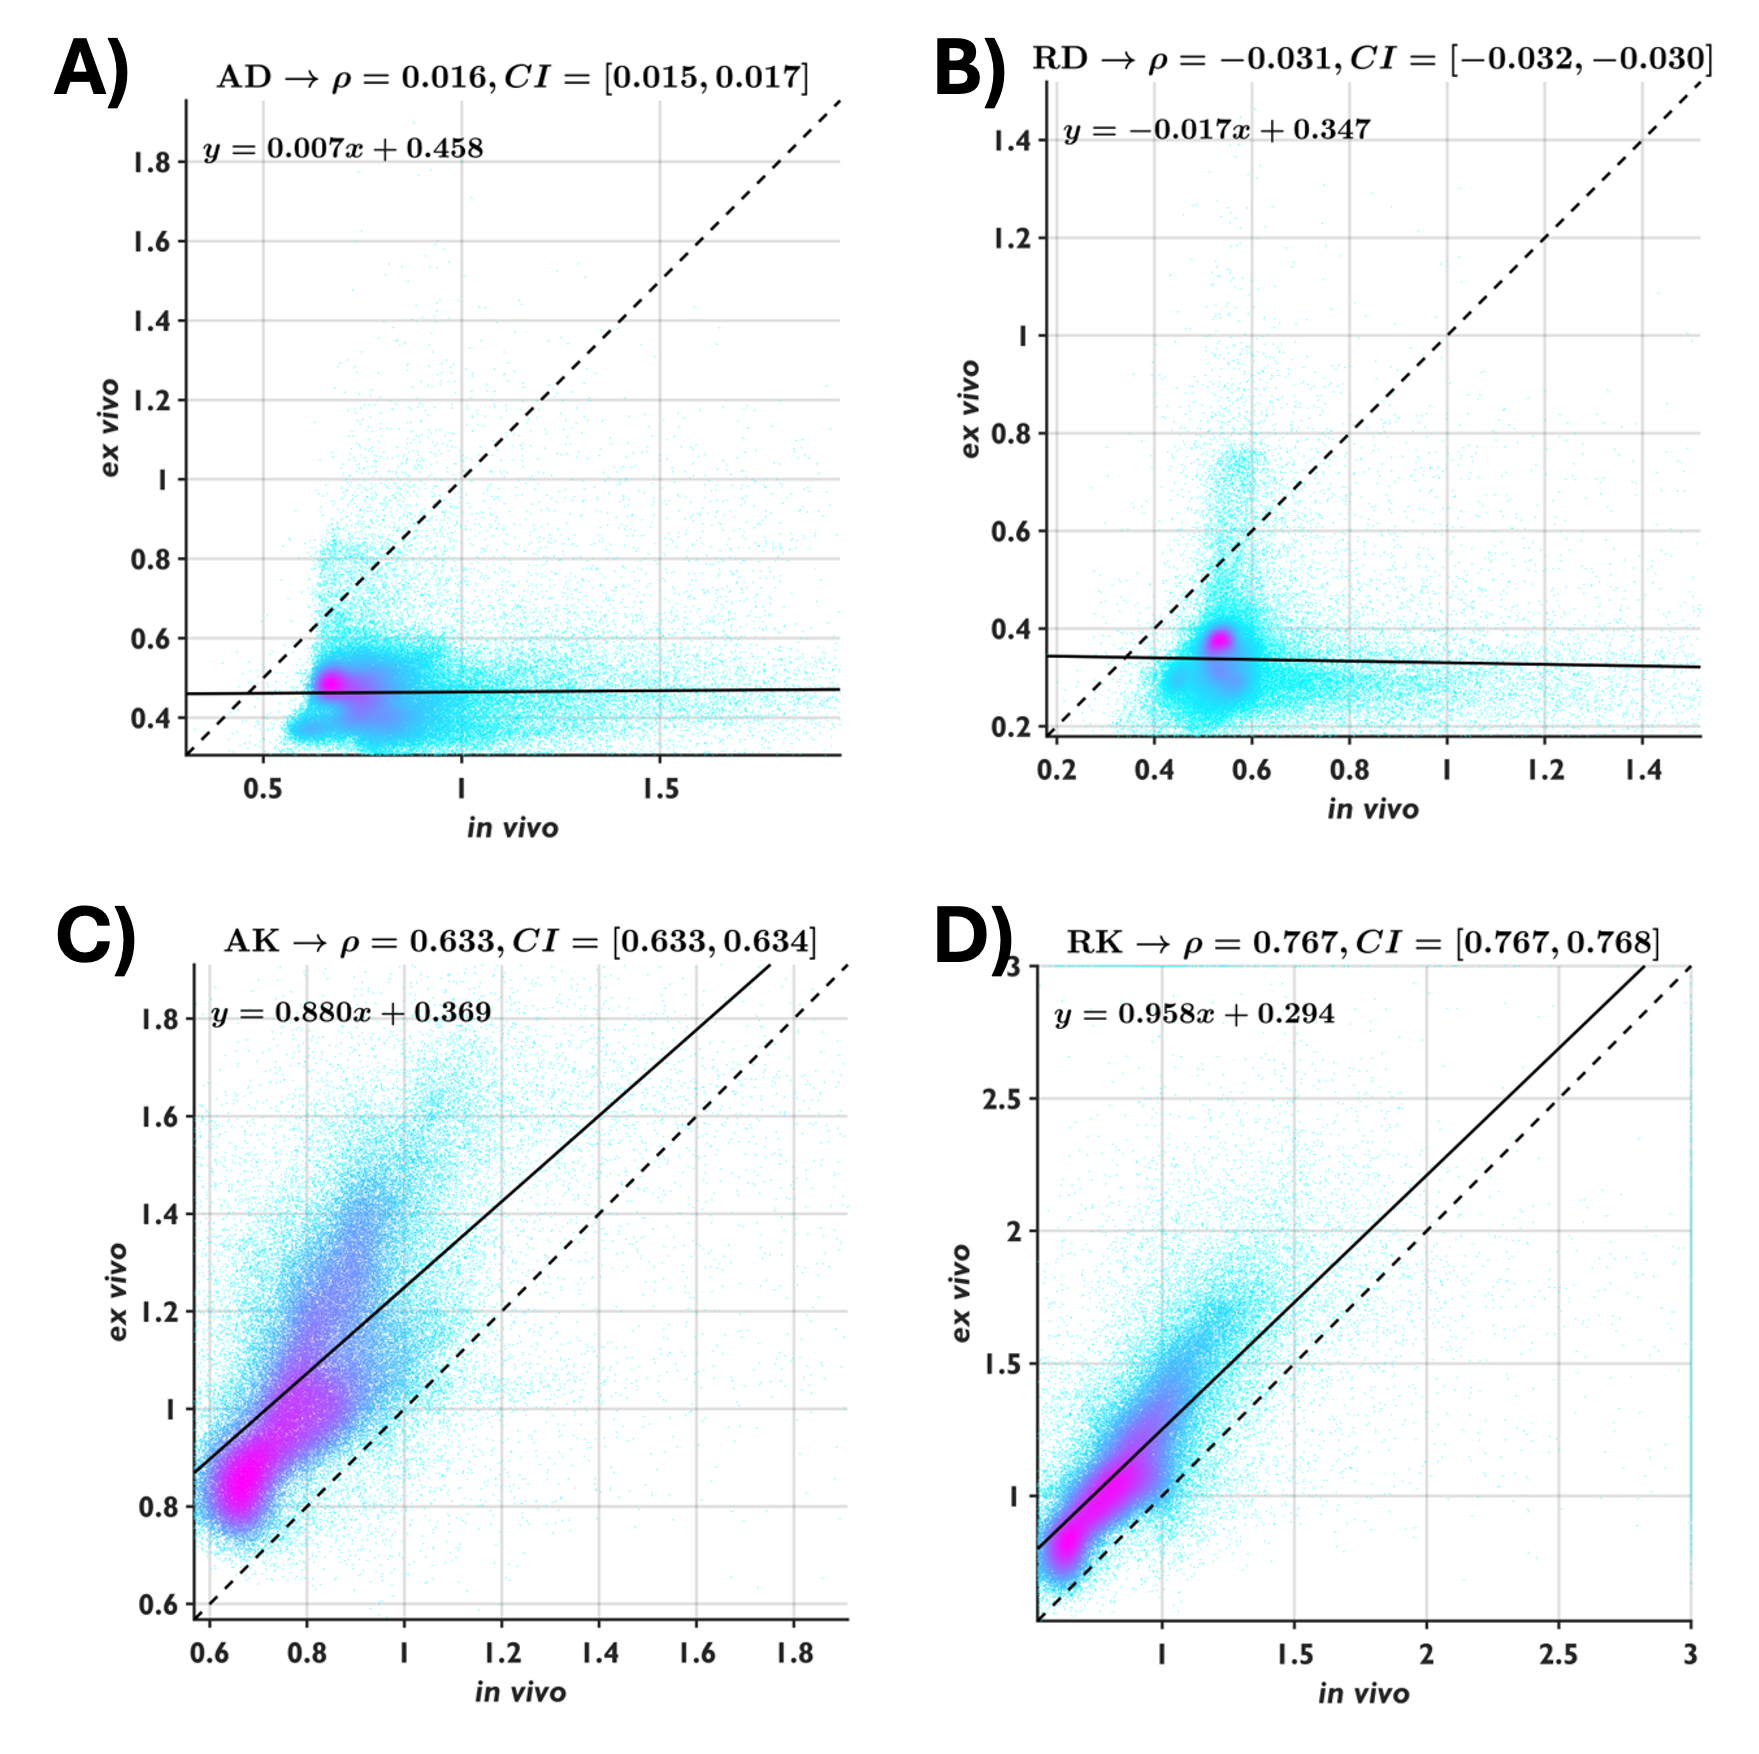 A)
AD → ρ = 0.016, CI = [0.015, 0.017]
y = 0.007x + 0.458
1.8
1.6
1.4
1.2
1
0.8
0.6
0.4
ex vivo
0.5 1 1.5
in vivo
B)
RD → ρ = −0.031, CI = [−0.032, −0.030]
y = −0.017x + 0.347
1.4
1.2
1
0.8
0.6
0.4
0.2
ex vivo
0.2 0.4 0.6 0.8 1 1.2 1.4
in vivo
C)
AK → ρ = 0.633, CI = [0.633, 0.634]
y = 0.880x + 0.369
1.8
1.6
1.4
1.2
1
0.8
0.6
ex vivo
0.6 0.8 1 1.2 1.4 1.6 1.8
in vivo
D)
RK → ρ = 0.767, CI = [0.767, 0.768]
y = 0.958x + 0.294
3
2.5
2
1.5
1
ex vivo
1 1.5 2 2.5 3
in vivo